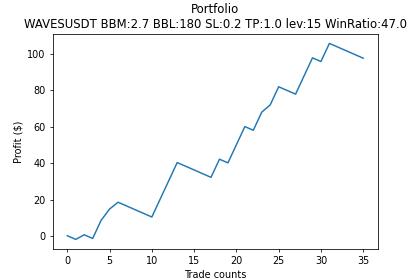 Portfolio
WAVESUSDT BBM:2.7 BBL:180 SL:0.2 TP:1.0 lev:15 WinRatio:47.0
100
80
60
40
20
0
Profit ($)
0 5 10 15 20 25 30 35
Trade counts